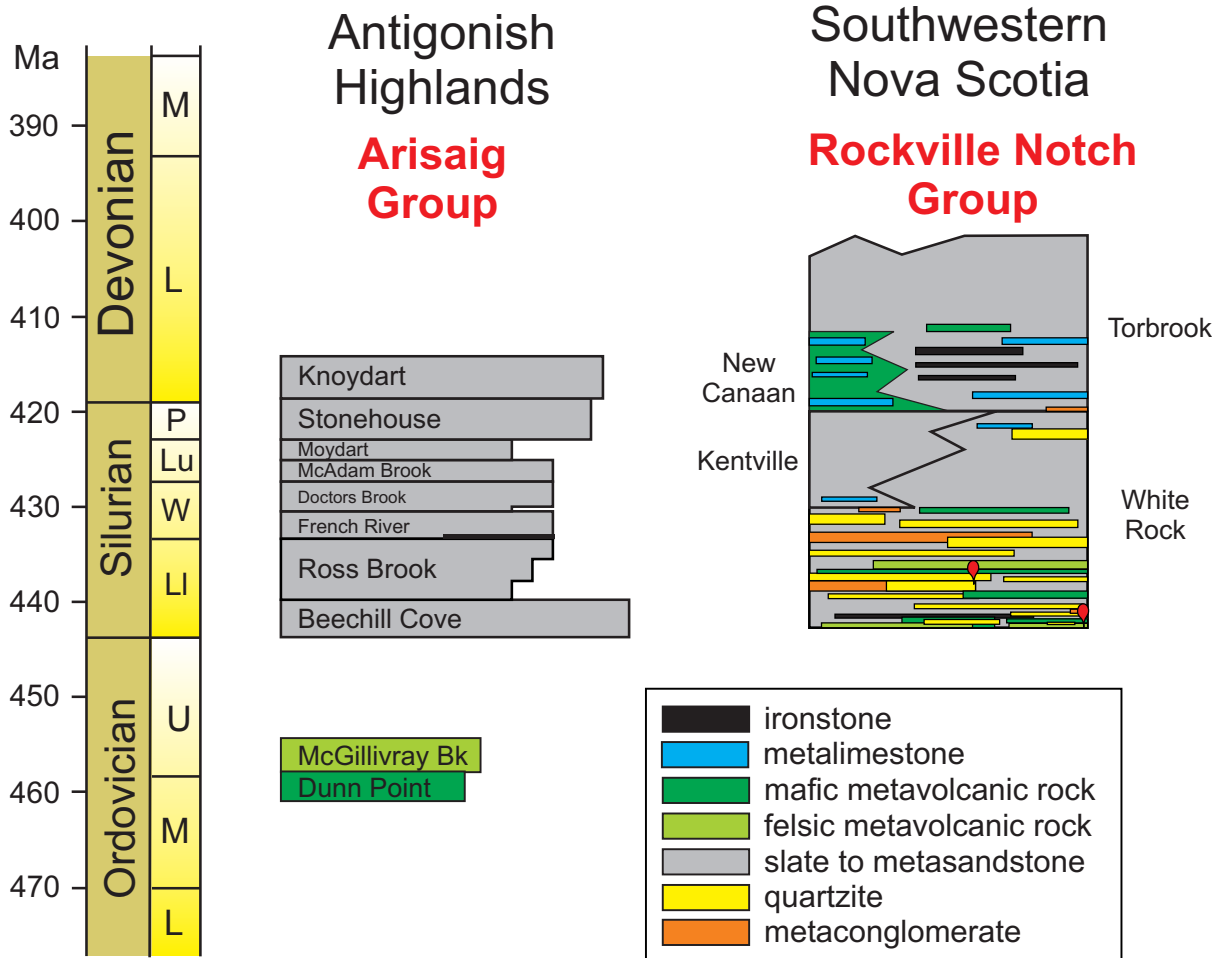 Ma
390
400
410
420
430
440
450
460
470
Devonian
Silurian
Ordovician
M
L
P
Lu
W
Ll
U
M
L
Antigonish
Highlands
Arisaig
Group
Knoydart
Stonehouse
Moydart
McAdam Brook
Doctors Brook
French River
Ross Brook
Beechill Cove
McGillivray Bk
Dunn Point
Southwestern
Nova Scotia
Rockville Notch
Group
Torbrook
New
Canaan
Kentville
White
Rock
ironstone
metalimestone
mafic metavolcanic rock
felsic metavolcanic rock
slate to metasandstone
quartzite
metaconglomerate